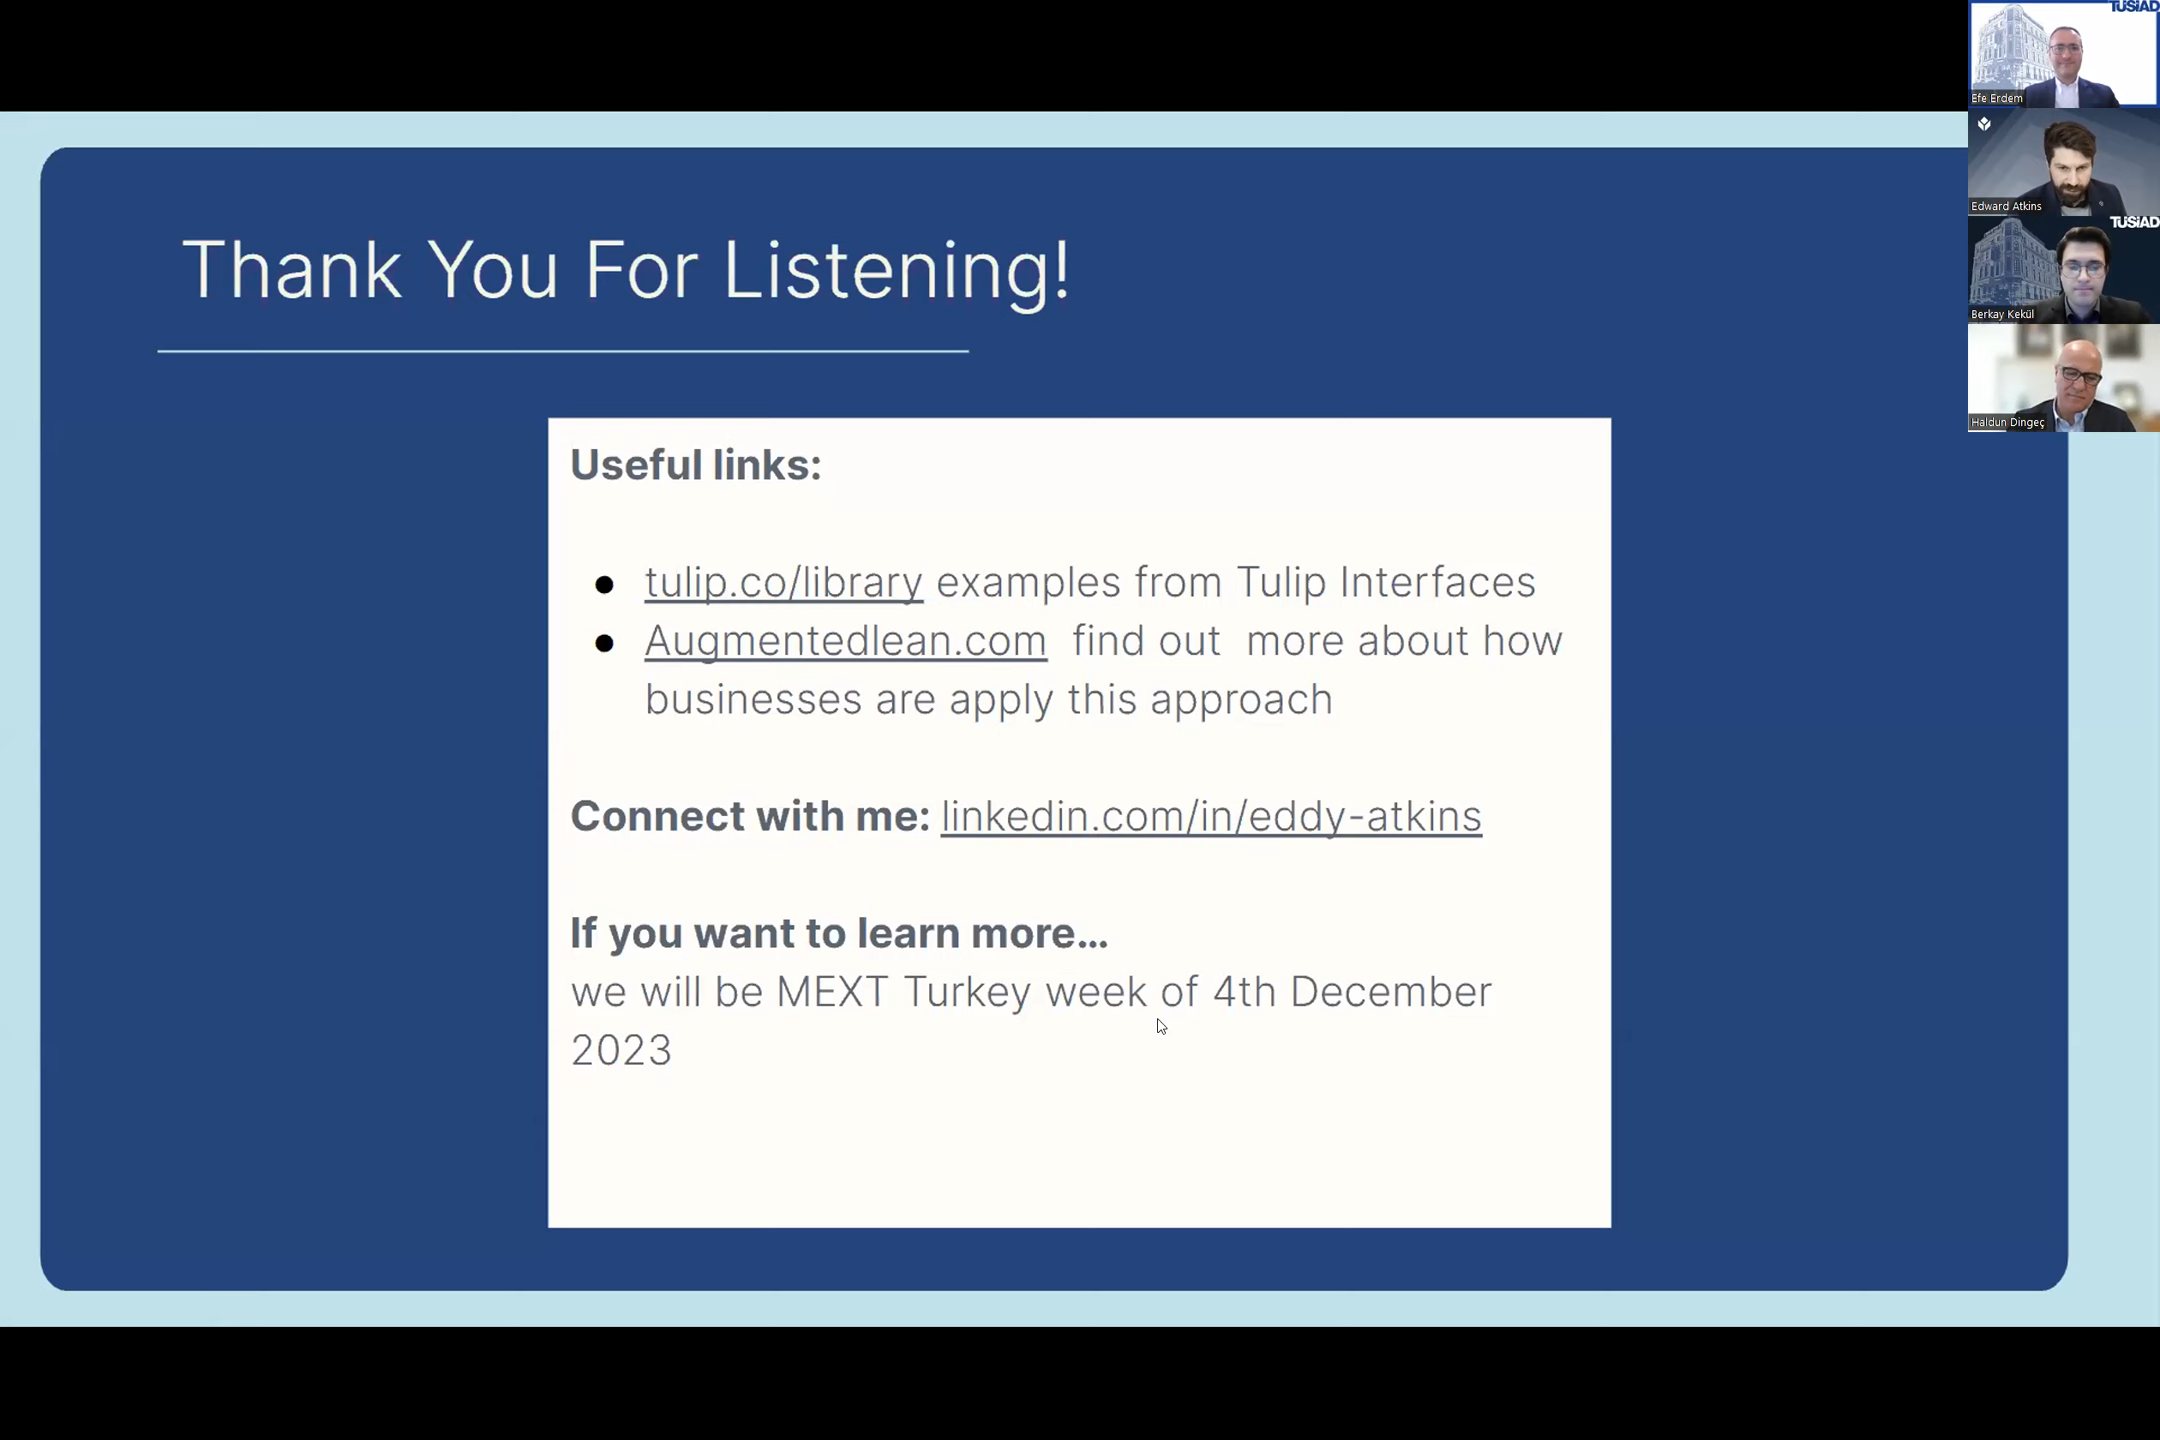 TÜSİAD
Efe Erdem
Edward Atkins
TÜSİAD
Berkay Kekül
Haldun Dingeç
Thank You For Listening!
Useful links:
● tulip.co/library examples from Tulip Interfaces
● Augmentedlean.com find out more about how
businesses are apply this approach
Connect with me: linkedin.com/in/eddy-atkins
If you want to learn more...
we will be MEXT Turkey week of 4th December
2023